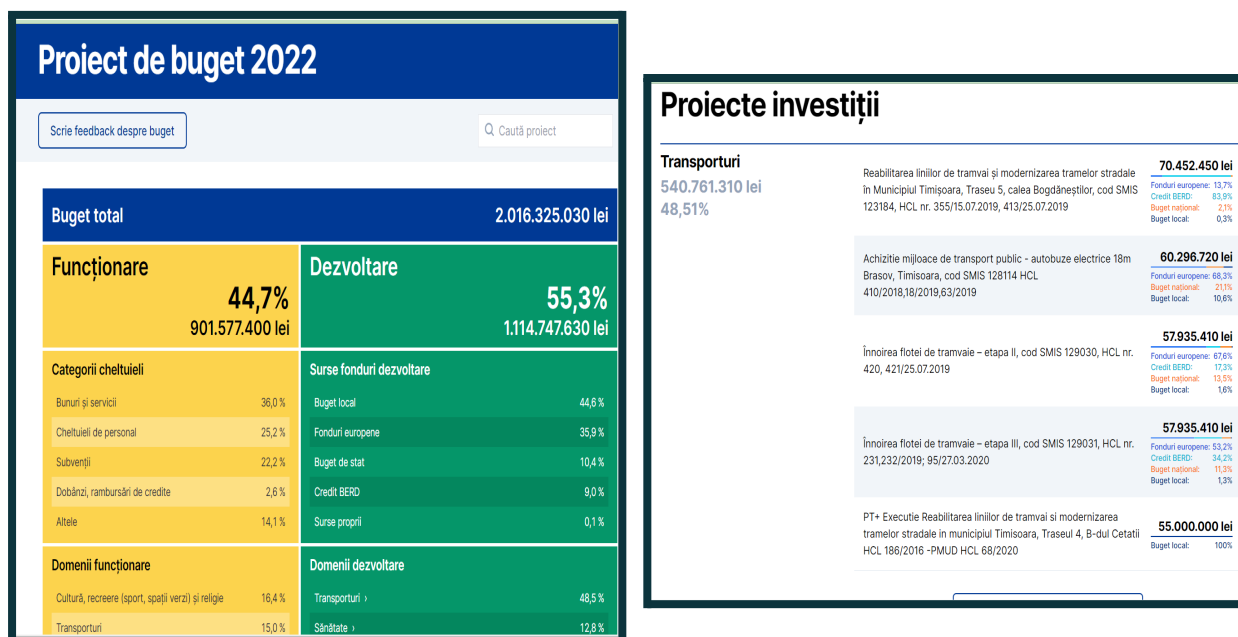 Proiect de buget 2022
Scrie feedback despre buget
Caută proiect
Buget total 2.016.325.030 lei
Funcționare
44,7%
901.577.400 lei
Dezvoltare
55,3%
1.114.747.630 lei
Categorii cheltuieli
Bunuri și servicii 36,0 %
Cheltuieli de personal 25,2 %
Subvenții 22,2 %
Dobânzi, rambursări de credite 2,6 %
Altele 14,1 %
Surse fonduri dezvoltare
Buget local 44,6 %
Fonduri europene 35,9 %
Buget de stat 10,4 %
Credit BERD 9,0 %
Surse proprii 0,1 %
Domenii funcționare
Cultură, recreere (sport, spații verzi) și religie 16,4 %
Transporturi 15,0 %
Domenii dezvoltare
Transporturi › 48,5 %
Sănătate › 12,8 %
Proiecte investiții
Transporturi
540.761.310 lei
48,51%
Reabilitarea liniilor de tramvai și modernizarea tramelor stradale
în Municipiul Timișoara, Traseu 5, calea Bogdăneștilor, cod SMIS
123184, HCL nr. 355/15.07.2019, 413/25.07.2019
70.452.450 lei
Fonduri europene: 13,7%
Credit BERD: 83,9%
Buget național: 2,1%
Buget local: 0,3%
Achizitie mijloace de transport public - autobuze electrice 18m
Brasov, Timisoara, cod SMIS 128114 HCL
410/2018,18/2019,63/2019
60.296.720 lei
Fonduri europene: 68,3%
Buget național: 21,1%
Buget local: 10,6%
Înnoirea flotei de tramvaie – etapa II, cod SMIS 129030, HCL nr.
420, 421/25.07.2019
57.935.410 lei
Fonduri europene: 67,6%
Credit BERD: 17,3%
Buget național: 13,5%
Buget local: 1,6%
Înnoirea flotei de tramvaie – etapa III, cod SMIS 129031, HCL nr.
231,232/2019; 95/27.03.2020
57.935.410 lei
Fonduri europene: 53,2%
Credit BERD: 34,2%
Buget național: 11,3%
Buget local: 1,3%
PT+ Executie Reabilitarea liniilor de tramvai si modernizarea
tramelor stradale in municipiul Timisoara, Traseul 4, B-dul Cetatii
HCL 186/2016 -PMUD HCL 68/2020
55.000.000 lei
Buget local: 100%